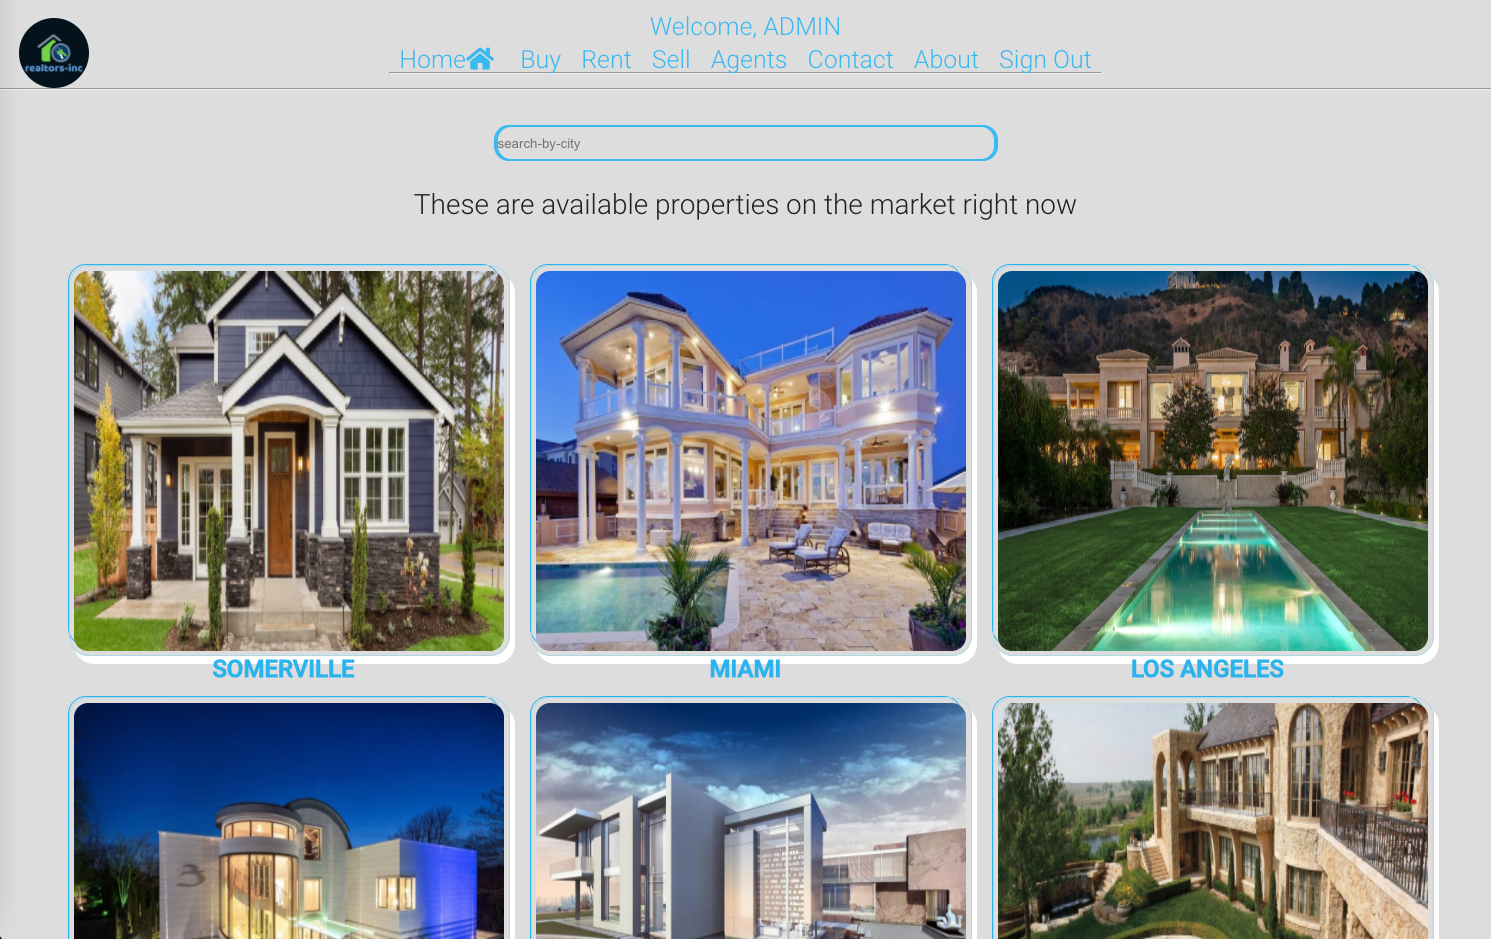 Welcome, ADMIN
realtors-inc
Home Buy Rent Sell Agents Contact About Sign Out
search-by-city
These are available properties on the market right now
SOMERVILLE MIAMI LOS ANGELES
3